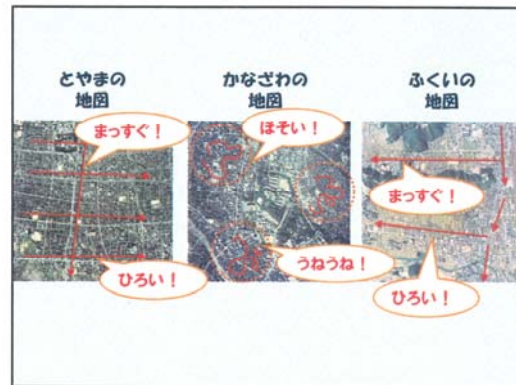 とやまの
地図
まっすぐ！
ひろい！
かなざわの
地図
ほそい！
うねうね！
ふくいの
地図
まっすぐ！
ひろい！